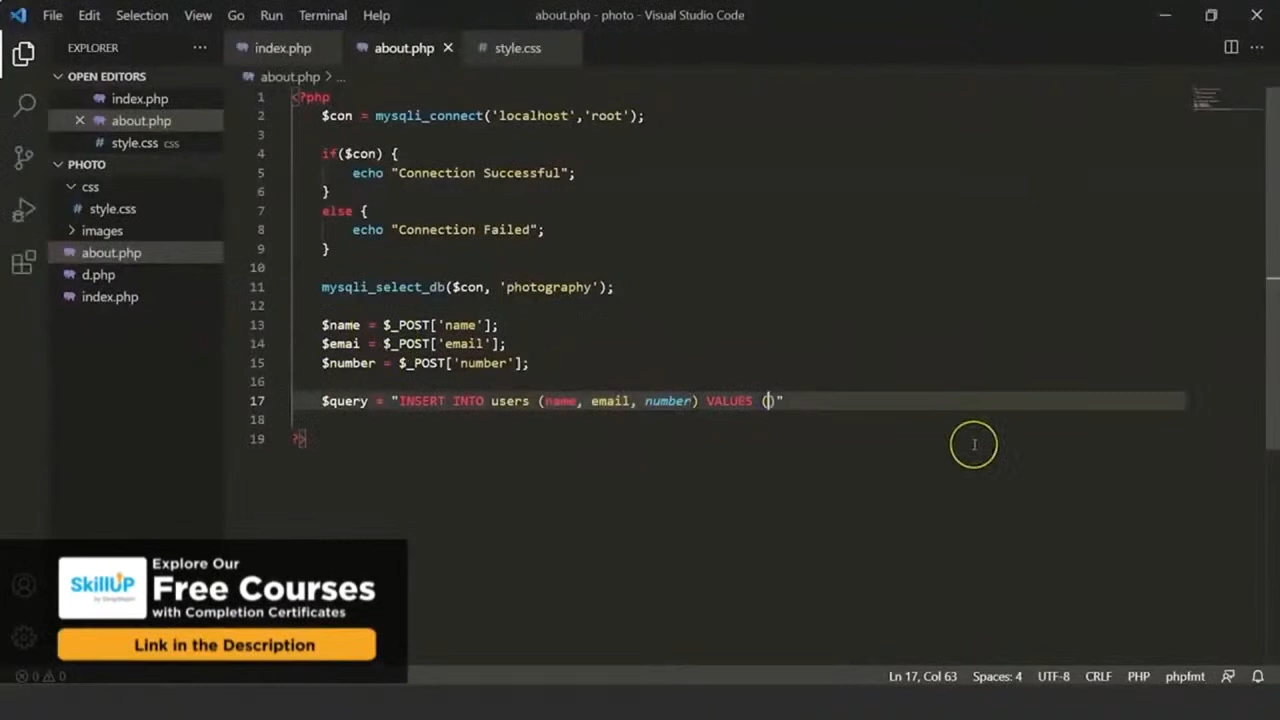 File Edit Selection View Go Run Terminal Help about.php - photo - Visual Studio Code
EXPLORER ···
index.php about.php style.css
OPEN EDITORS
index.php
about.php
style.css css
PHOTO
css
style.css
images
about.php
d.php
index.php
about.php > ...
1 <?php
2 $con = mysqli_connect('localhost','root');
3
4 if($con) {
5 echo "Connection Successful";
6 }
7 else {
8 echo "Connection Failed";
9 }
10
11 mysqli_select_db($con, 'photography');
12
13 $name = $_POST['name'];
14 $emai = $_POST['email'];
15 $number = $_POST['number'];
16
17 $query = "INSERT INTO users (name, email, number) VALUES ()"
18
19 ?>
SkillUP
by Simplilearn
Explore Our
Free Courses
with Completion Certificates
Link in the Description
0 0 Ln 17, Col 63 Spaces: 4 UTF-8 CRLF PHP phpfmt